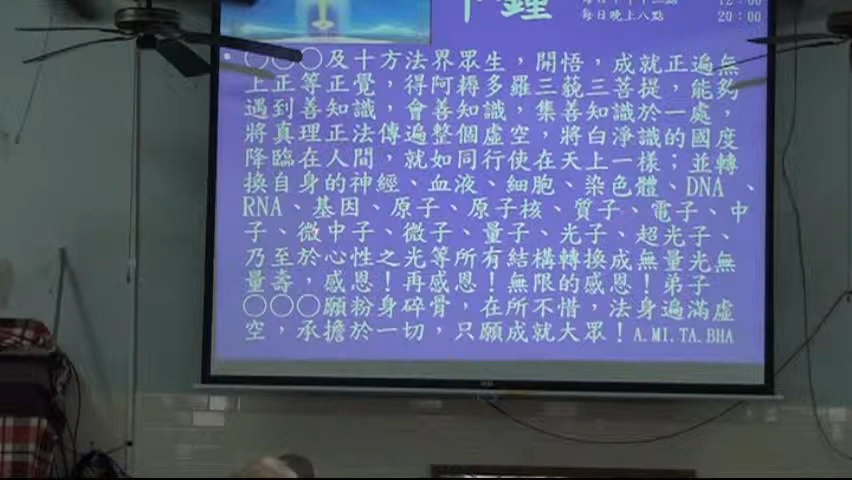 十鐘
12:00
每日晚上八點 20:00
。○○○及十方法界眾生，開悟，成就正遍無
上正等正覺，得阿耨多羅三藐三菩提，能夠
遇到善知識，會善知識，集善知識於一處，
將真理正法傳遍整個虛空，將白淨識的國度
降臨在人間，就如同行使在天上一樣；並轉
換自身的神經、血液、細胞、染色體、DNA、
RNA、基因、原子、原子核、質子、電子、中
子、微中子、微子、量子、光子、超光子、
乃至於心性之光等所有結構轉換成無量光無
量壽，感恩！再感恩！無限的感恩！弟子
○○○願粉身碎骨，在所不惜，法身遍滿虛
空，承擔於一切，只願成就大眾！A.MI.TA.BHA